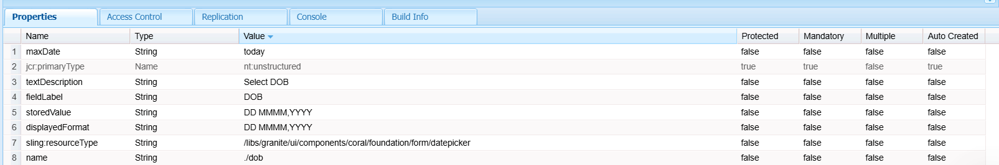 Properties Access Control Replication Console Build Info
Name Type Value Protected Mandatory Multiple Auto Created
1 maxDate String today false false false false
2 jcr:primaryType Name nt:unstructured true true false true
3 textDescription String Select DOB false false false false
4 fieldLabel String DOB false false false false
5 storedValue String DD MMMM,YYYY false false false false
6 displayedFormat String DD MMMM,YYYY false false false false
7 sling:resourceType String /libs/granite/ui/components/coral/foundation/form/datepicker false false false false
8 name String ./dob false false false false